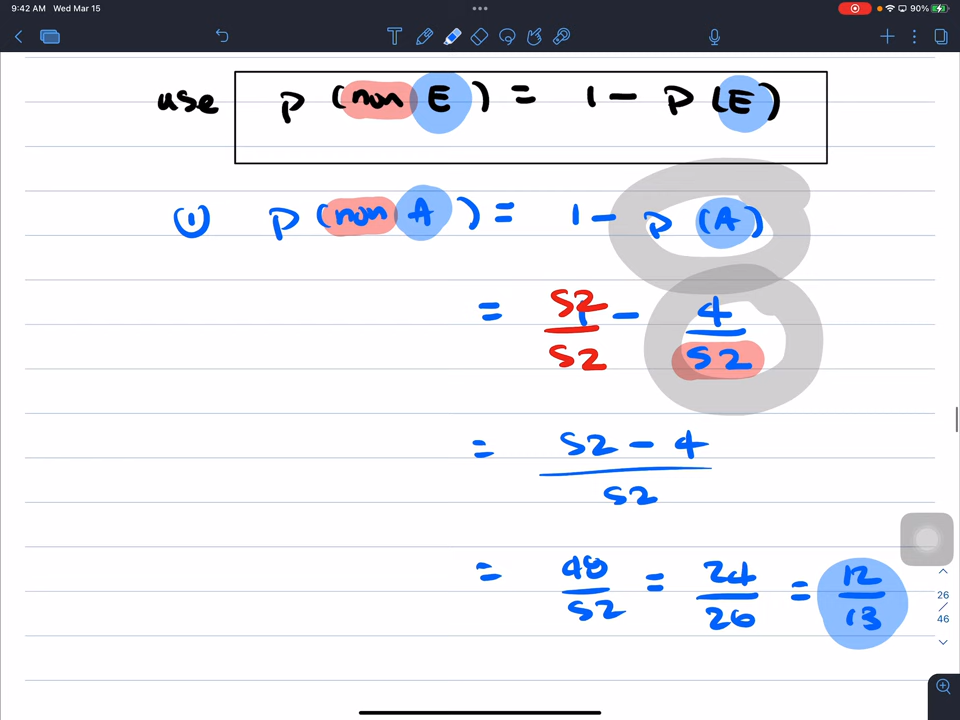 9:42 AM Wed Mar 15
90%
T
use P (non E) = 1 - P (E)
① P (non A) = 1 - P (A)
= 52/52 - 4/52
= 52 - 4 / 52
= 48/52 = 24/26 = 12/13
26
/
46